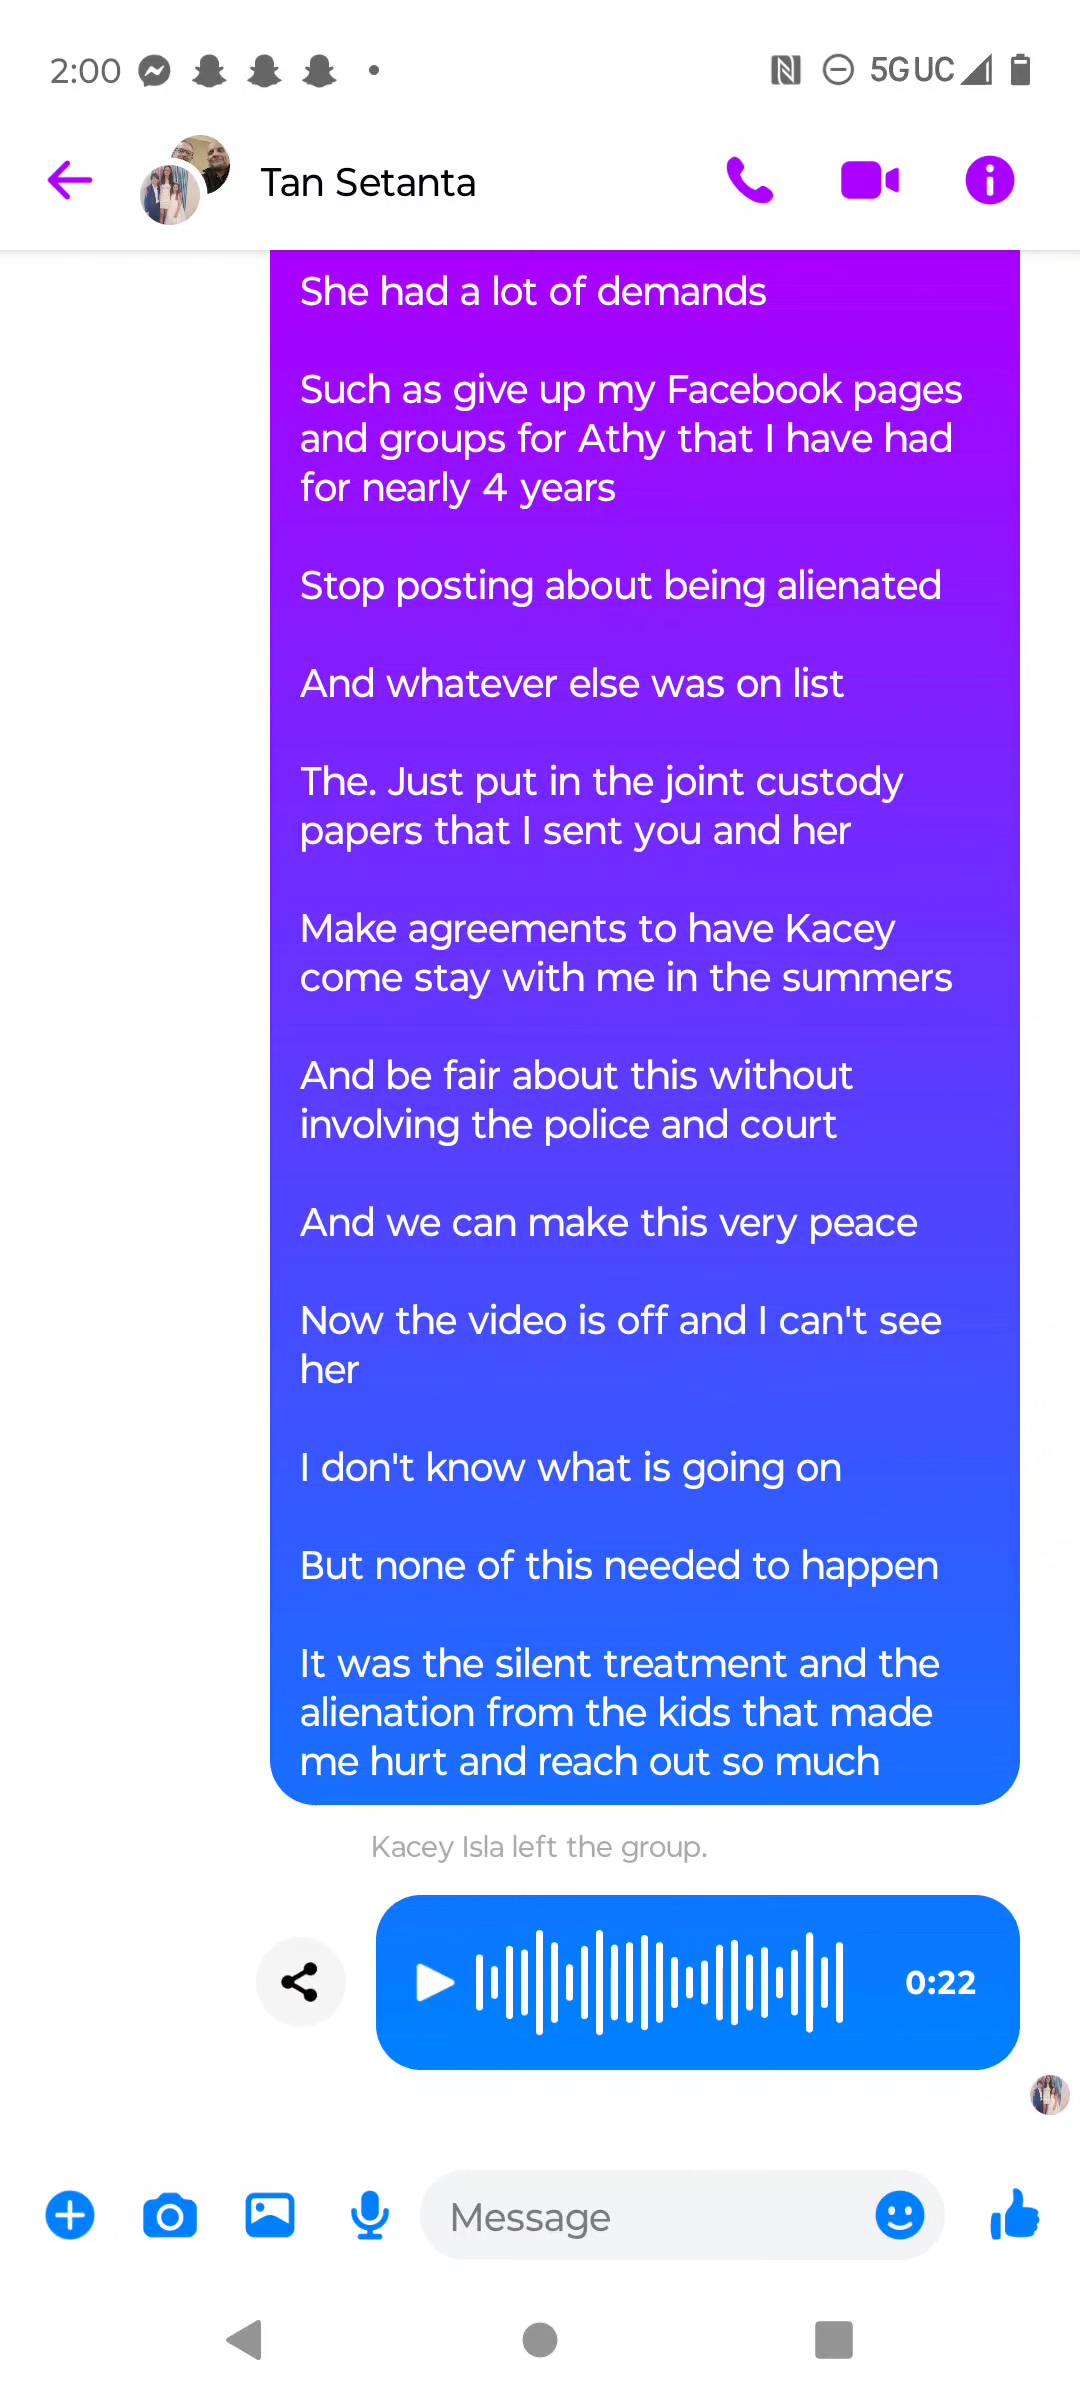 2:00
5G UC
Tan Setanta
She had a lot of demands
Such as give up my Facebook pages
and groups for Athy that I have had
for nearly 4 years
Stop posting about being alienated
And whatever else was on list
The. Just put in the joint custody
papers that I sent you and her
Make agreements to have Kacey
come stay with me in the summers
And be fair about this without
involving the police and court
And we can make this very peace
Now the video is off and I can't see
her
I don't know what is going on
But none of this needed to happen
It was the silent treatment and the
alienation from the kids that made
me hurt and reach out so much
Kacey Isla left the group.
0:22
Message